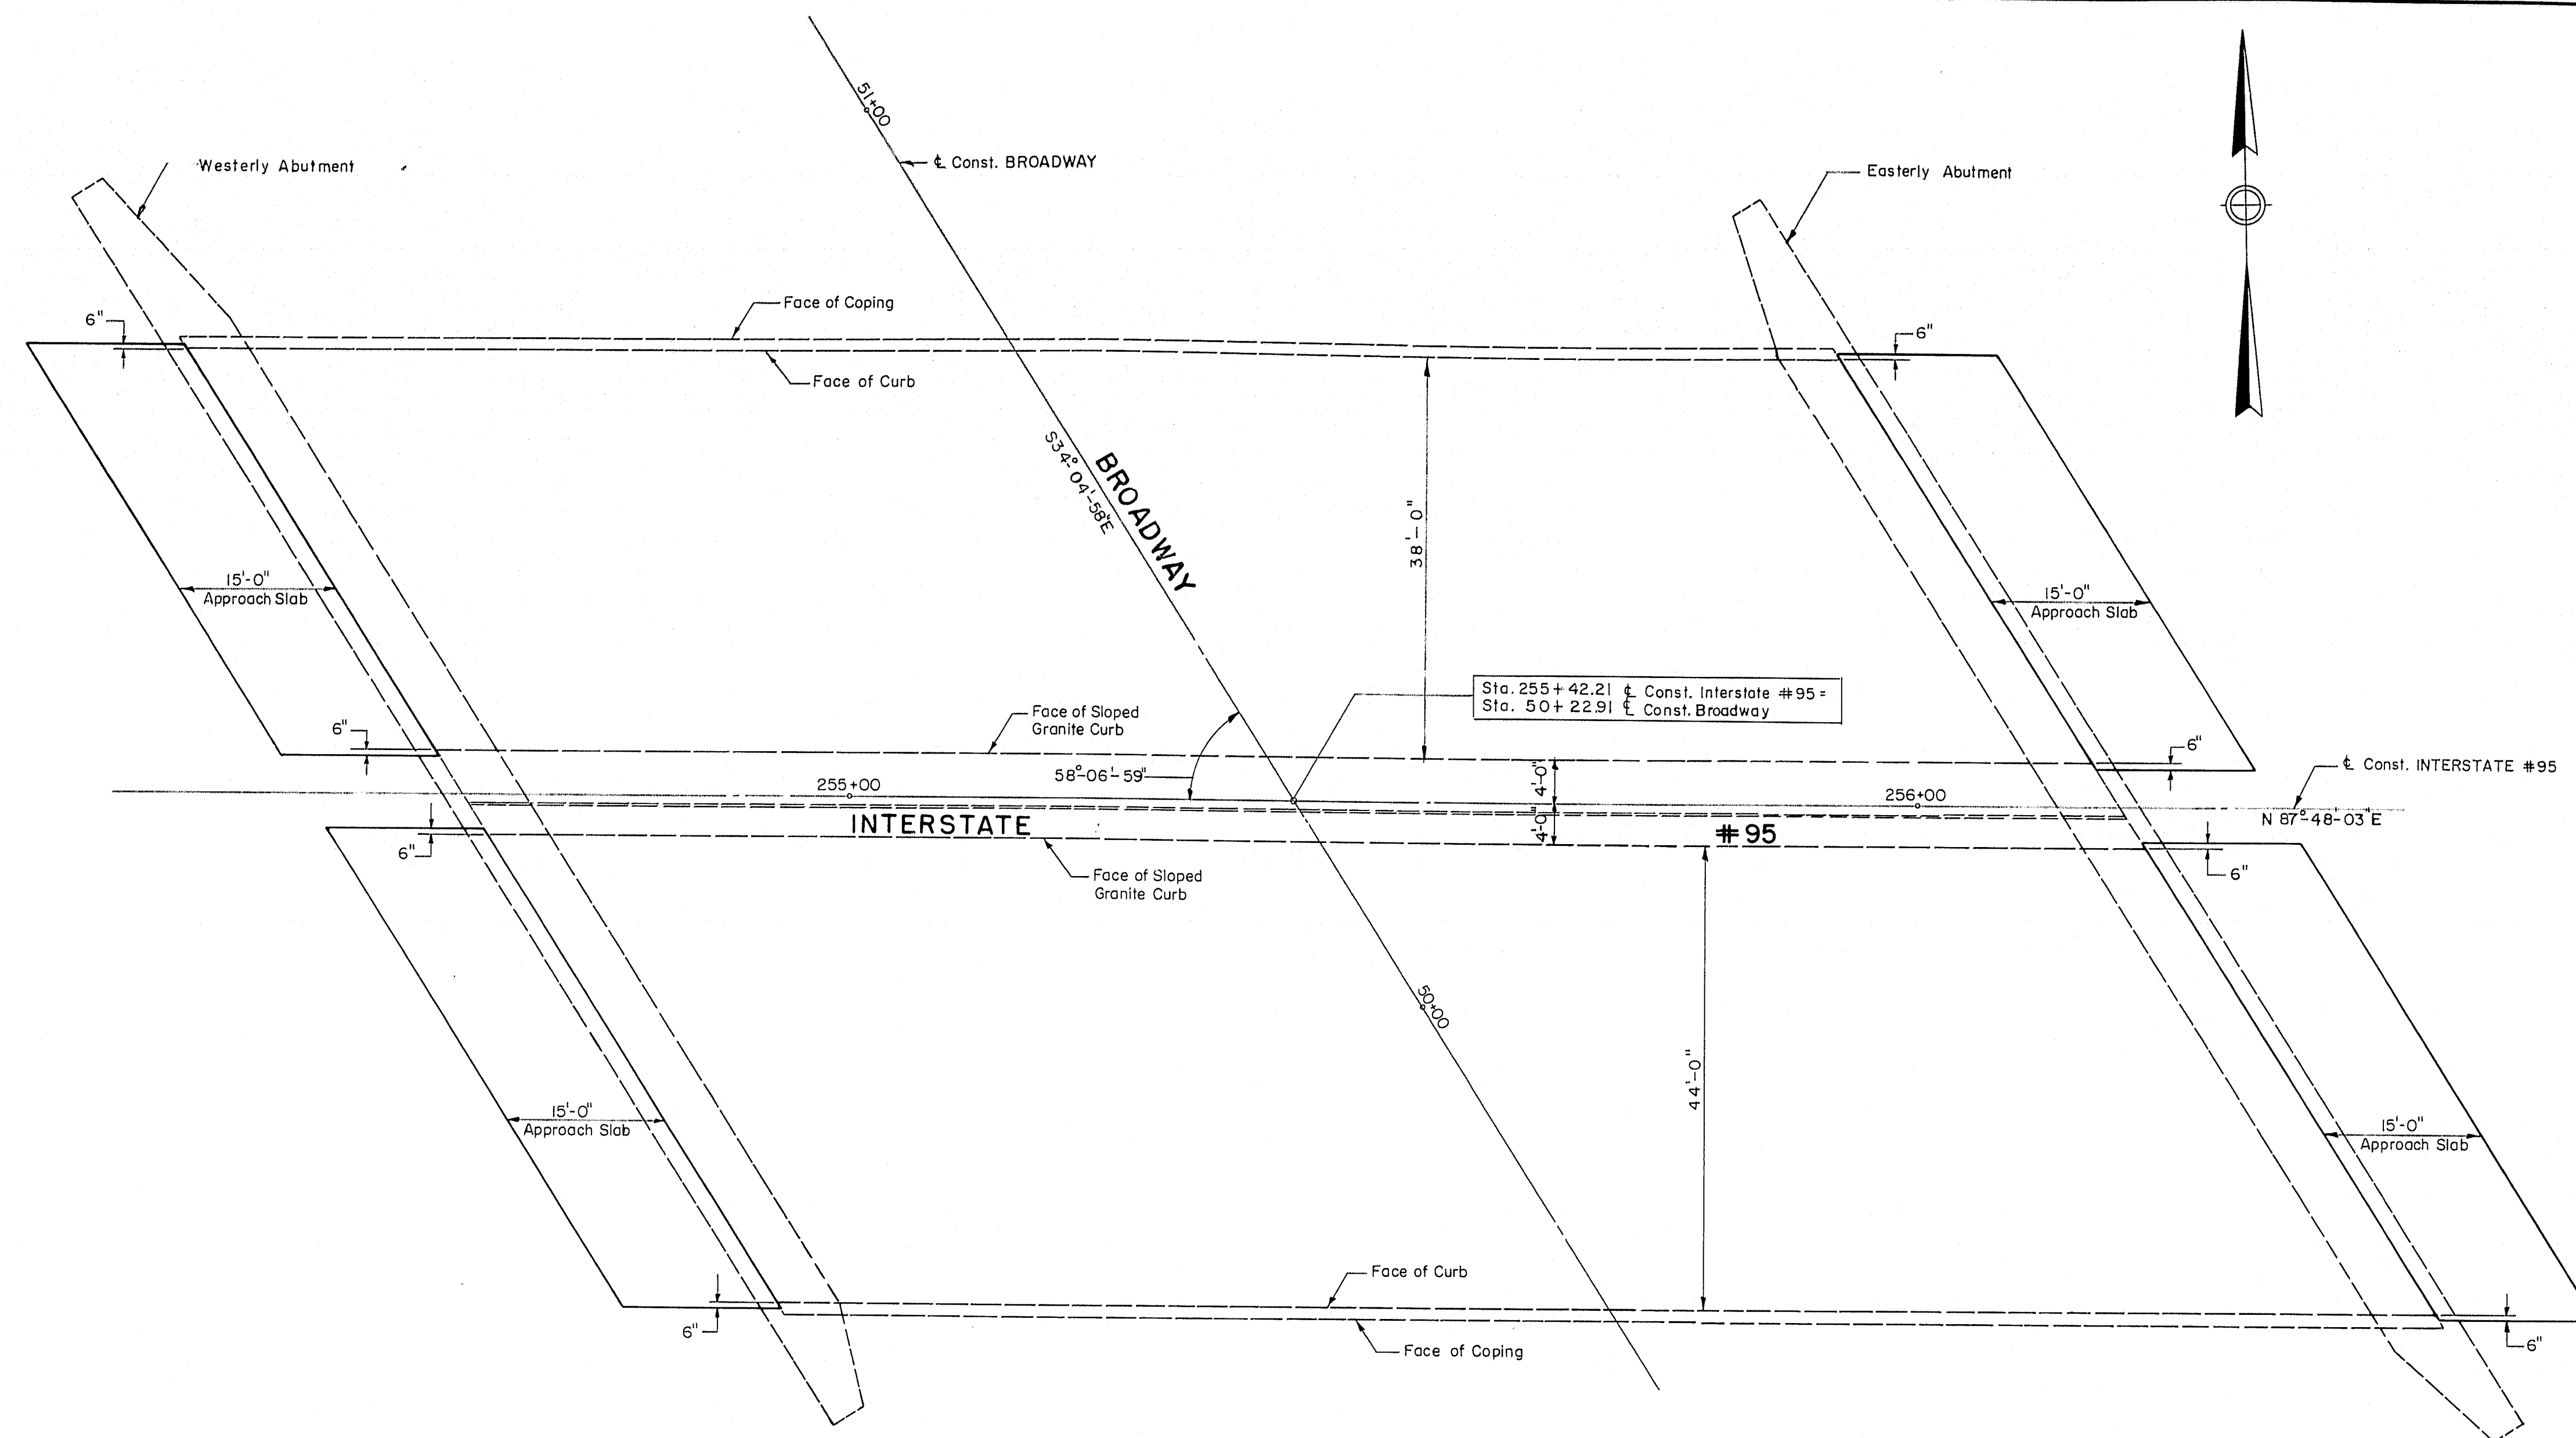 51+00
℄ Const. BROADWAY
Westerly Abutment
Easterly Abutment
Face of Coping
6"
6"
Face of Curb
BROADWAY
S34°-04'-58"E
38'-0"
15'-0"
Approach Slab
15'-0"
Approach Slab
Sta. 255+42.21 ℄ Const. Interstate #95=
Sta. 50+22.91 ℄ Const. Broadway
Face of Sloped
Granite Curb
6"
6"
58°-06'-59"
4'-0"
℄ Const. INTERSTATE #95
255+00
256+00
N 87°-48'-03"E
INTERSTATE #95
4'-0"
6"
6"
Face of Sloped
Granite Curb
50+00
44'-0"
15'-0"
Approach Slab
15'-0"
Approach Slab
Face of Curb
6"
Face of Coping
6"